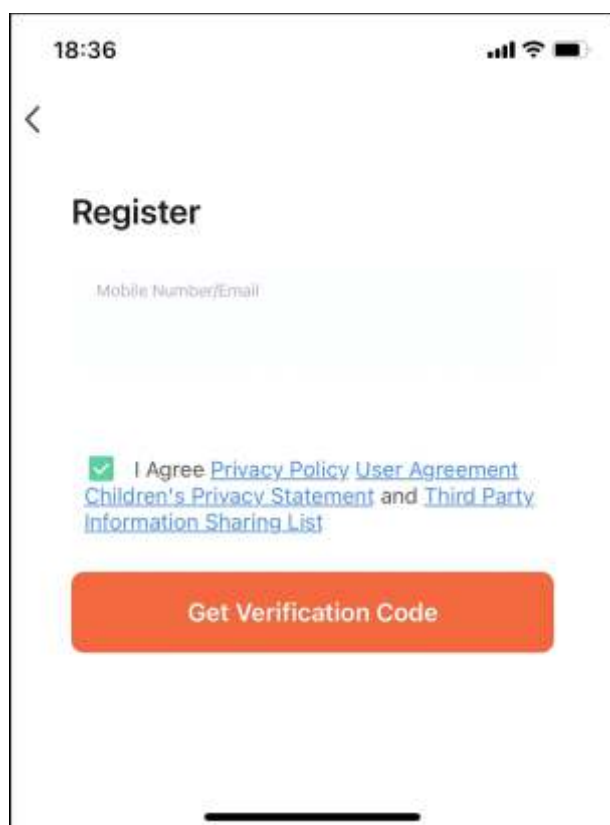 18:36
Register
Mobile Number/Email
I Agree Privacy Policy User Agreement
Children's Privacy Statement and Third Party
Information Sharing List
Get Verification Code